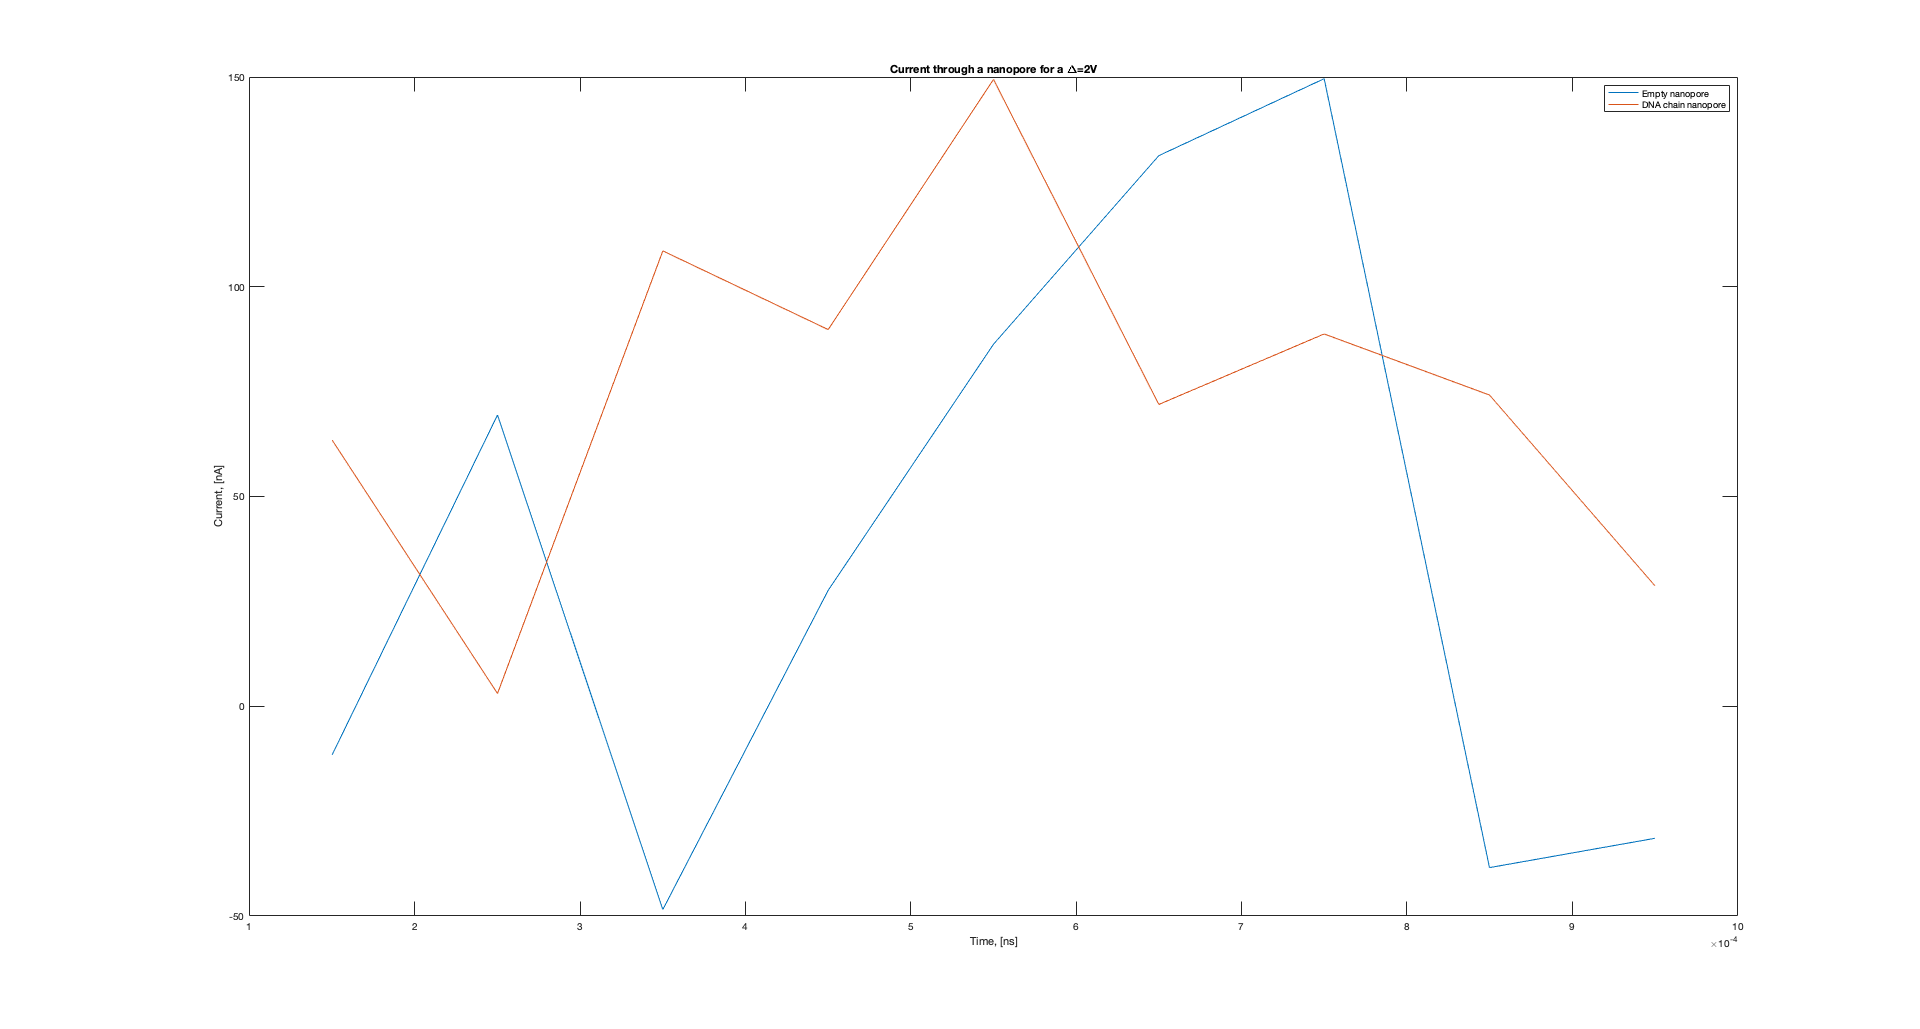 Current through a nanopore for a Δ=2V
Empty nanopore
DNA chain nanopore
150
100
50
0
-50
Current, [nA]
1 2 3 4 5 6 7 8 9 10
Time, [ns]
×10⁻⁴